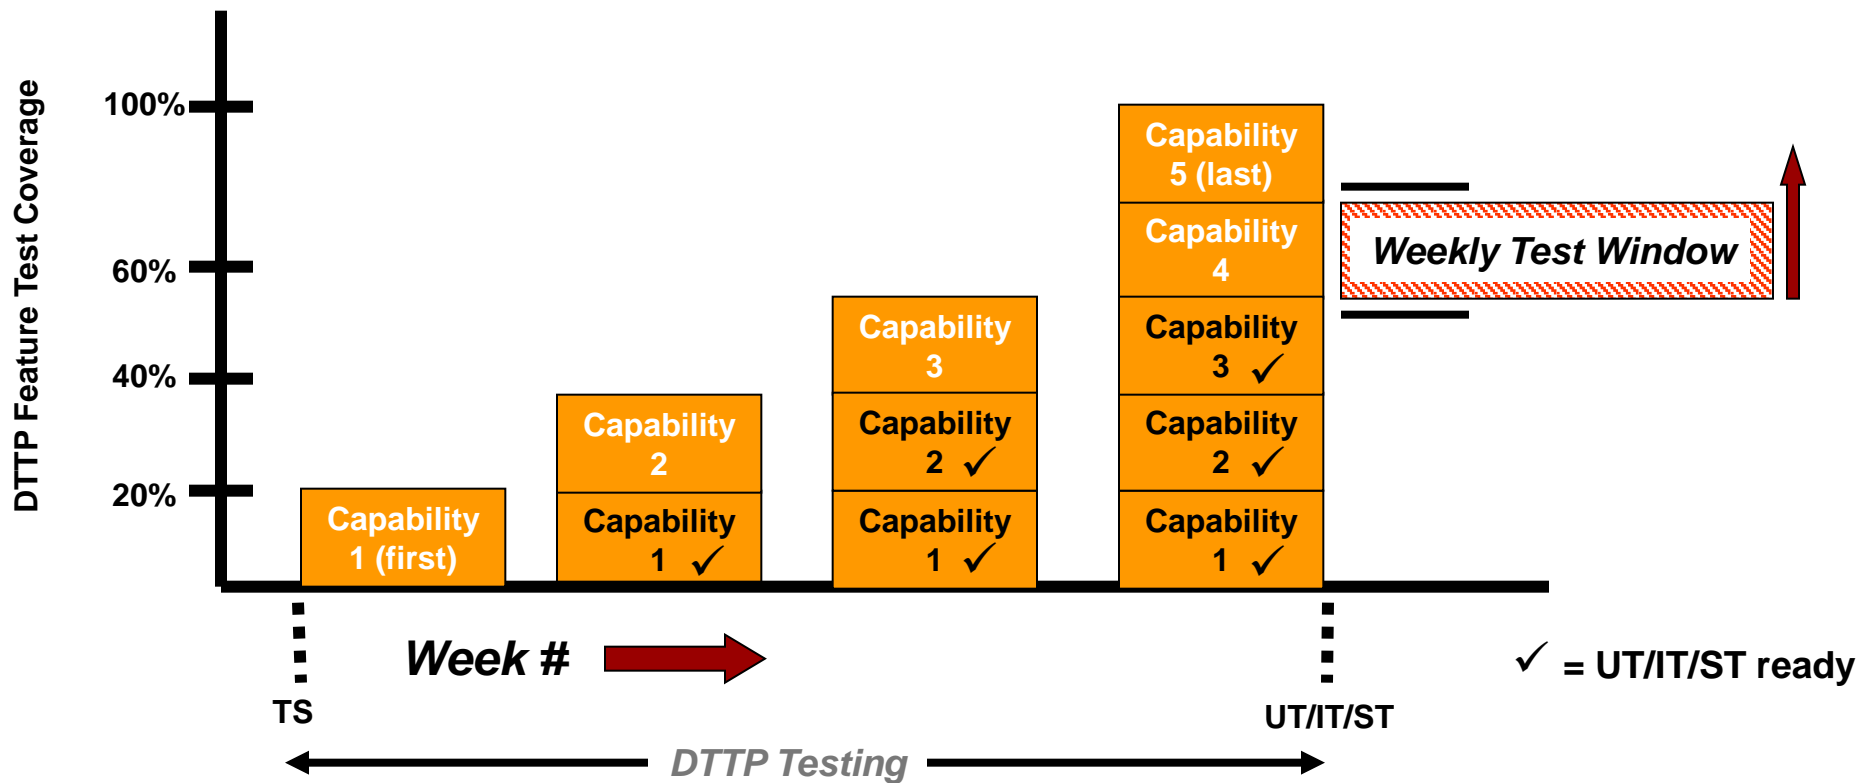 DTTP Feature Test Coverage
100%
60%
40%
20%
Capability
1 (first)
Capability
2
Capability
1 ✓
Capability
3
Capability
2 ✓
Capability
1 ✓
Capability
5 (last)
Capability
4
Capability
3 ✓
Capability
2 ✓
Capability
1 ✓
Weekly Test Window
Week #
✓ = UT/IT/ST ready
TS
UT/IT/ST
DTTP Testing